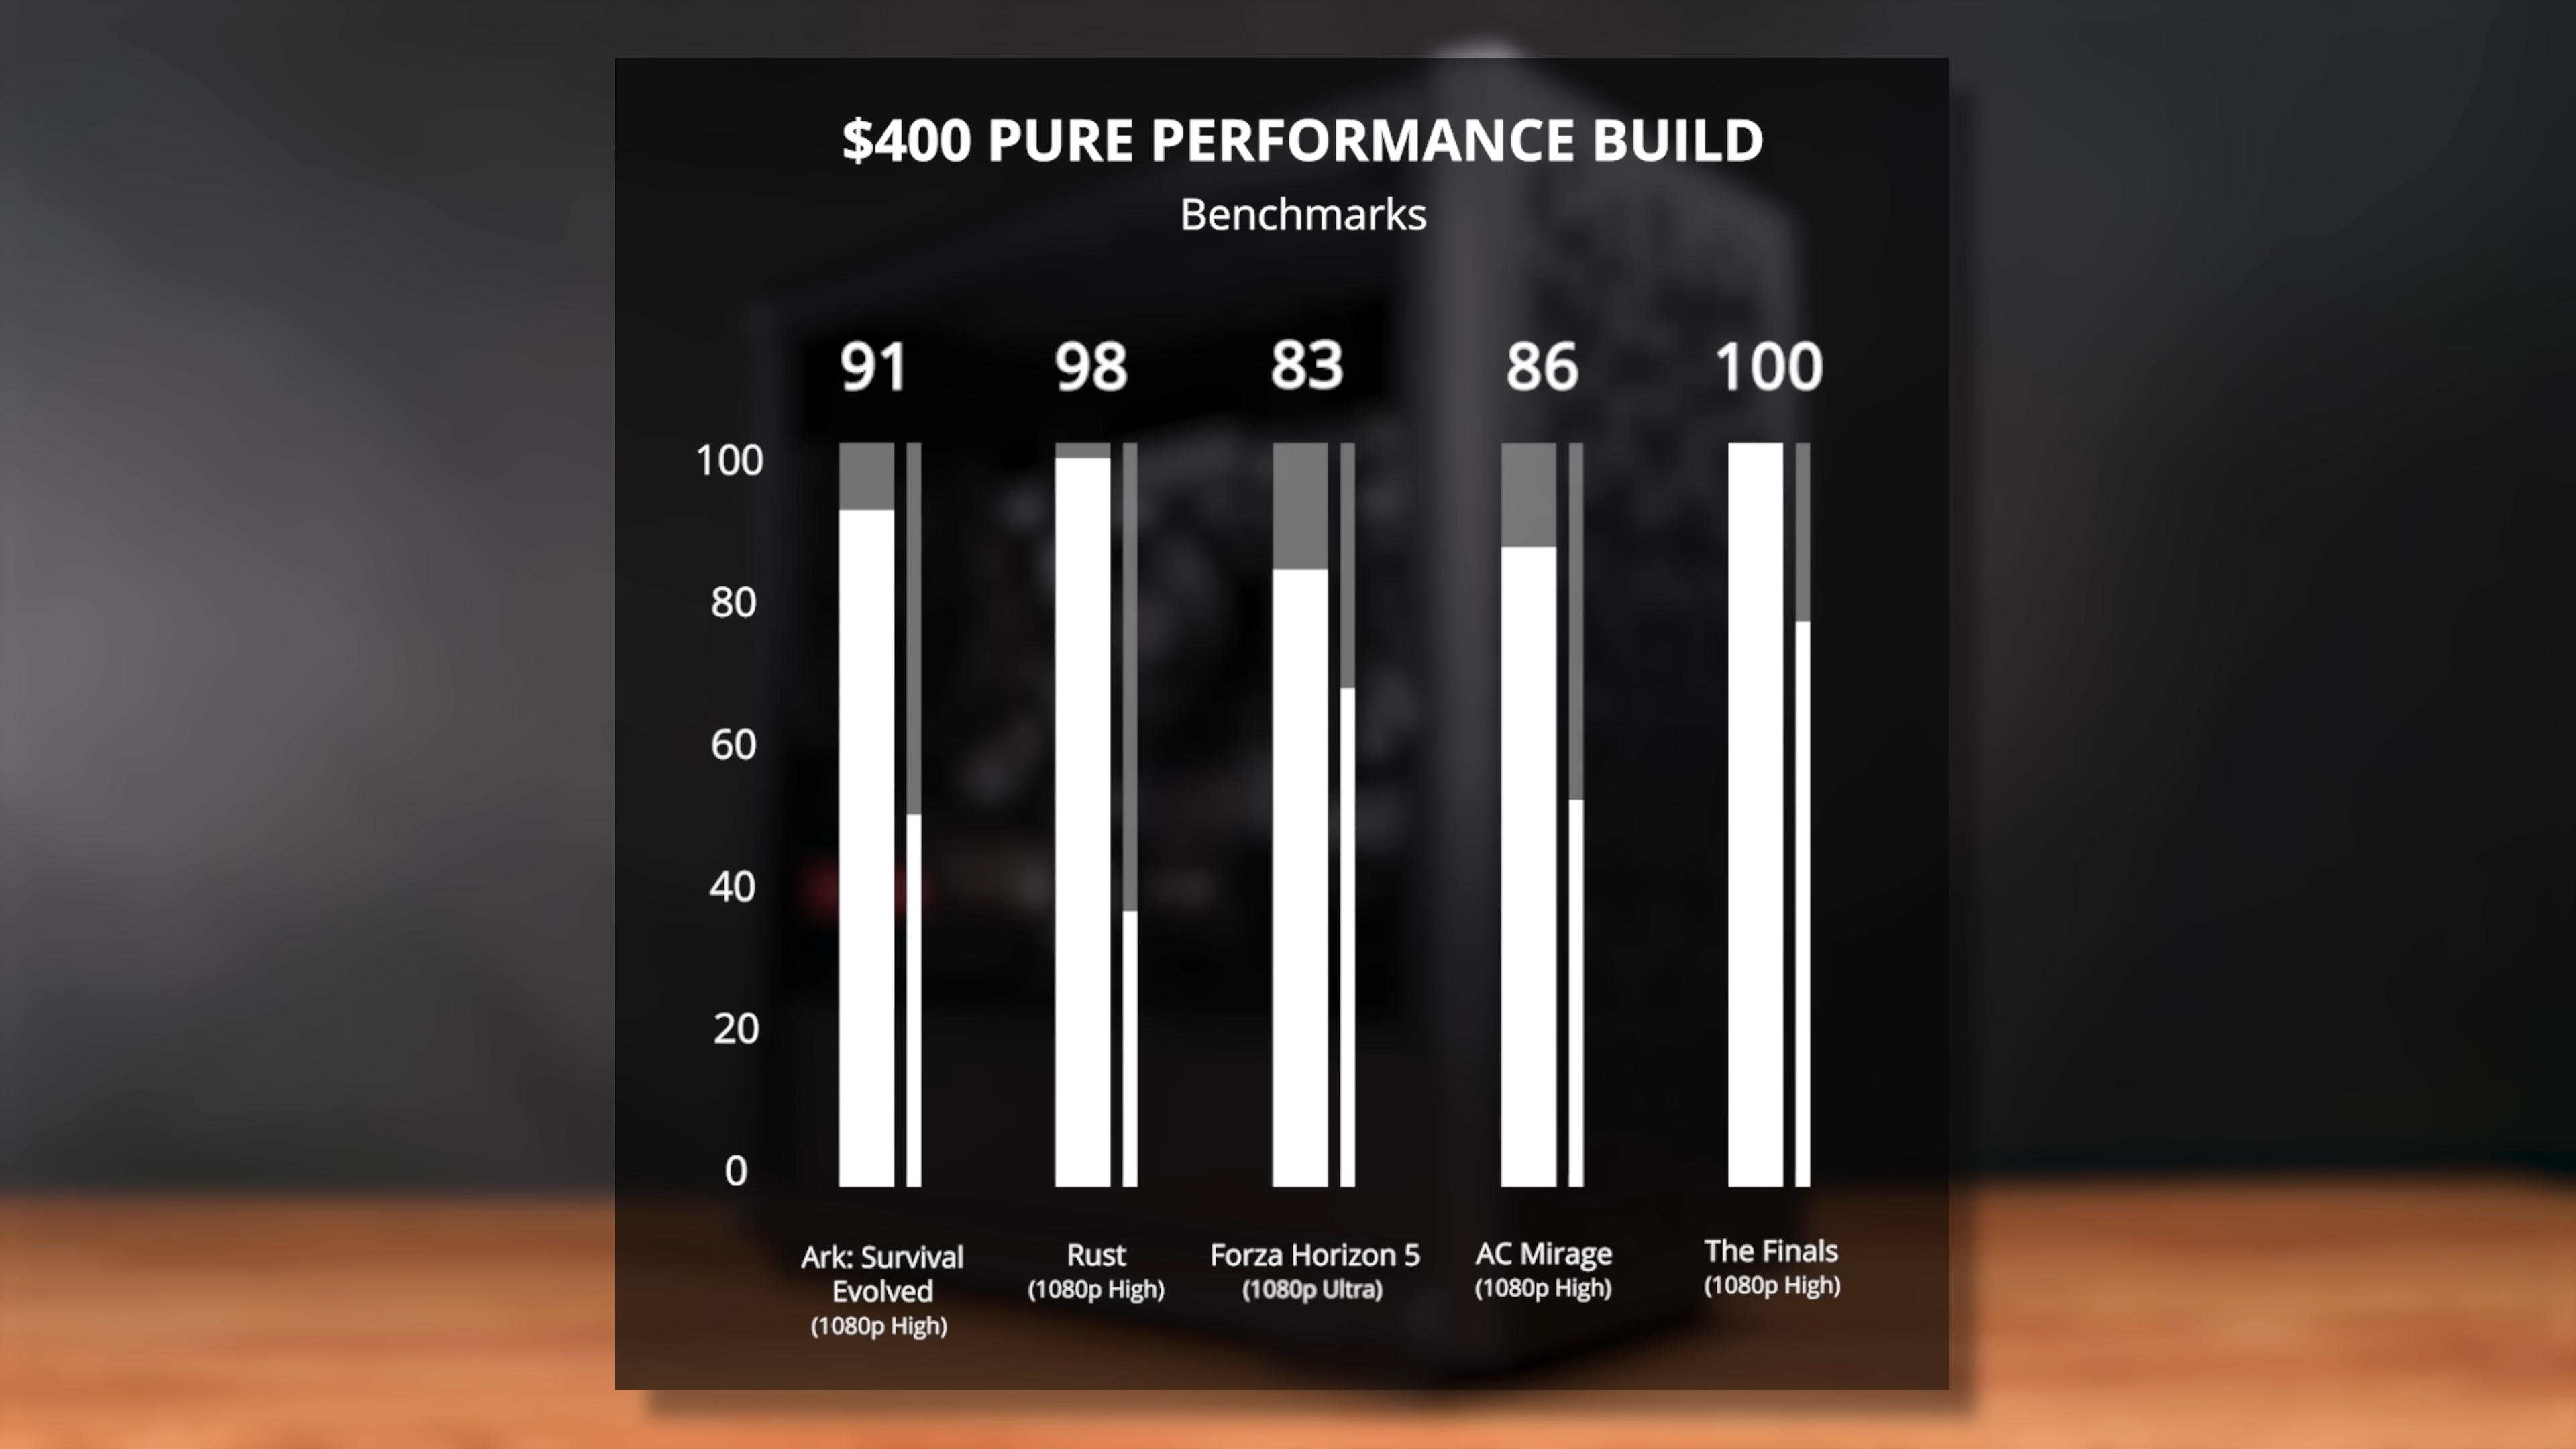 $400 PURE PERFORMANCE BUILD
Benchmarks
91 98 83 86 100
100
80
60
40
20
0
Ark: Survival
Evolved
(1080p High)
Rust
(1080p High)
Forza Horizon 5
(1080p Ultra)
AC Mirage
(1080p High)
The Finals
(1080p High)